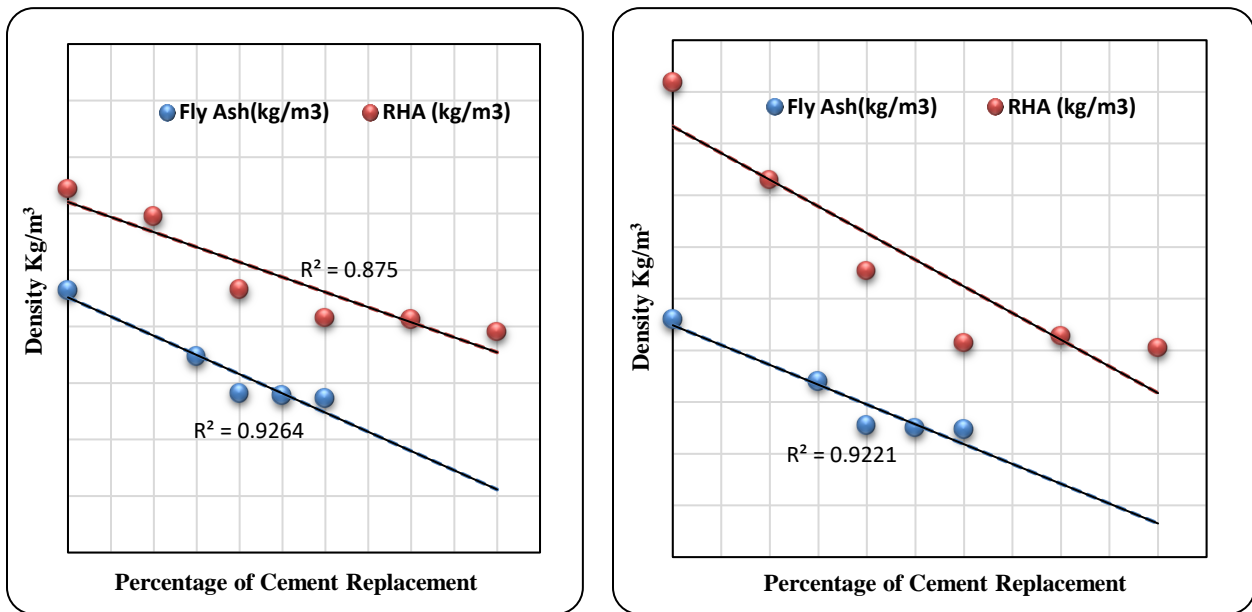 Fly Ash(kg/m3) RHA (kg/m3)
Density Kg/m³
R² = 0.875
R² = 0.9264
Percentage of Cement Replacement
Fly Ash(kg/m3) RHA (kg/m3)
Density Kg/m³
R² = 0.9221
Percentage of Cement Replacement